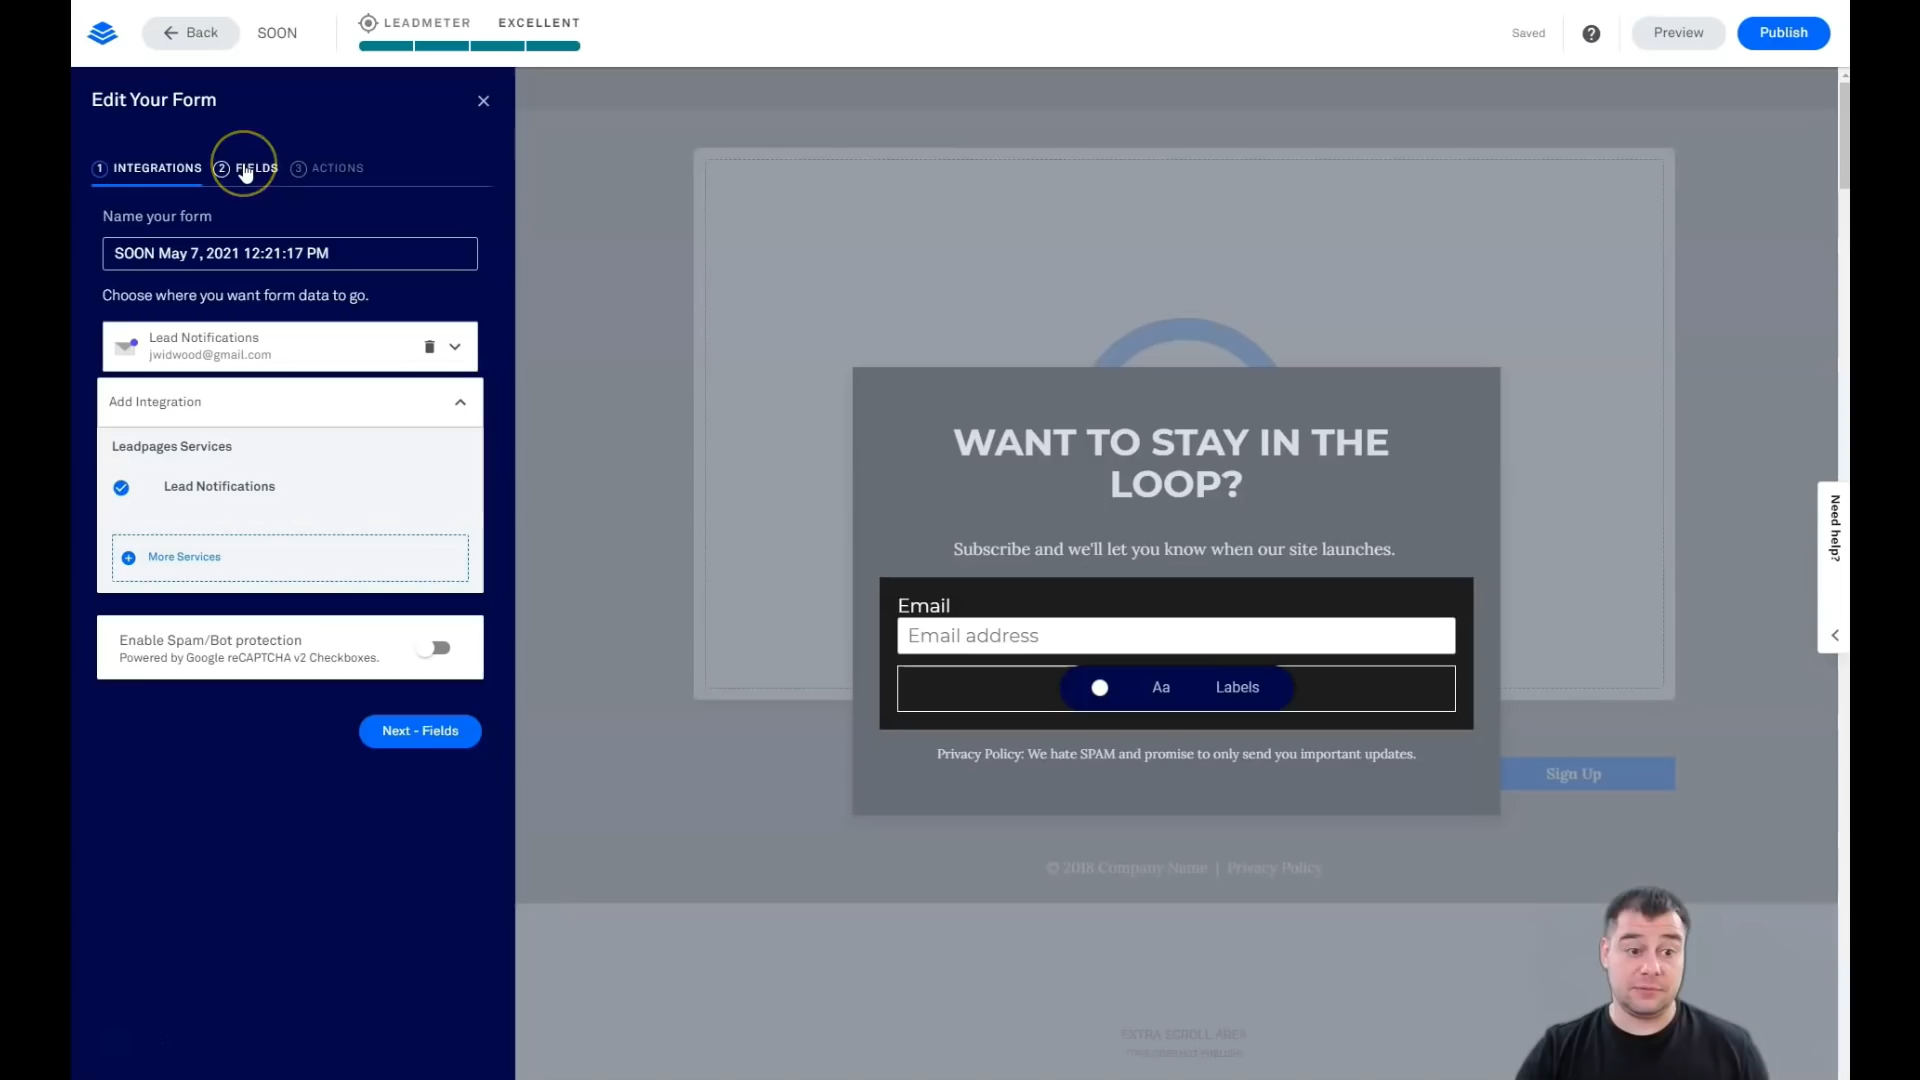 Back
SOON
LEADMETER EXCELLENT
Saved
?
Preview
Publish
Edit Your Form
1 INTEGRATIONS 2 FIELDS 3 ACTIONS
Name your form
SOON May 7, 2021 12:21:17 PM
Choose where you want form data to go.
Lead Notifications
jwidwood@gmail.com
Add Integration
Leadpages Services
Lead Notifications
More Services
Enable Spam/Bot protection
Powered by Google reCAPTCHA v2 Checkboxes.
Next - Fields
WANT TO STAY IN THE
LOOP?
Subscribe and we'll let you know when our site launches.
Email
Email address
Aa Labels
Privacy Policy: We hate SPAM and promise to only send you important updates.
Sign Up
© 2018 Company Name | Privacy Policy
EXTRA SCROLL AREA
Need help?